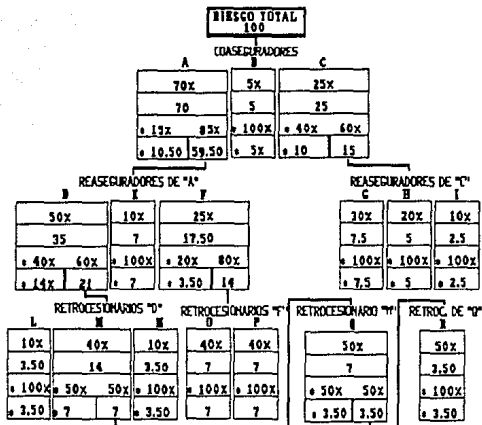 RIESGO TOTAL
100
COASEGURADORES
A B C
70% 5% 25%
70 5 25
* 15% 85% * 100% * 40% 60%
* 10.50 59.50 * 5% * 10 15
REASEGURADORES DE "A" REASEGURADORES DE "C"
D E F G H I
50% 10% 25% 30% 20% 10%
35 7 17.50 7.5 5 2.5
* 40% 60% * 100% * 20% 80% * 100% * 100% * 100%
* 14% 21 * 7 * 3.50 14 * 7.5 * 5 * 2.5
RETROCESIONARIOS "D" RETROCESIONARIOS "F" RETROCESIONARIO "M" RETROC. DE "Q"
L M N O P Q R
10% 40% 10% 40% 40% 50% 50%
3.50 14 3.50 7 7 7 3.50
* 100% * 50% 50% * 100% * 100% * 100% * 50% 50% * 100%
* 3.50 * 7 7 * 3.50 7 7 * 3.50 3.50 * 3.50